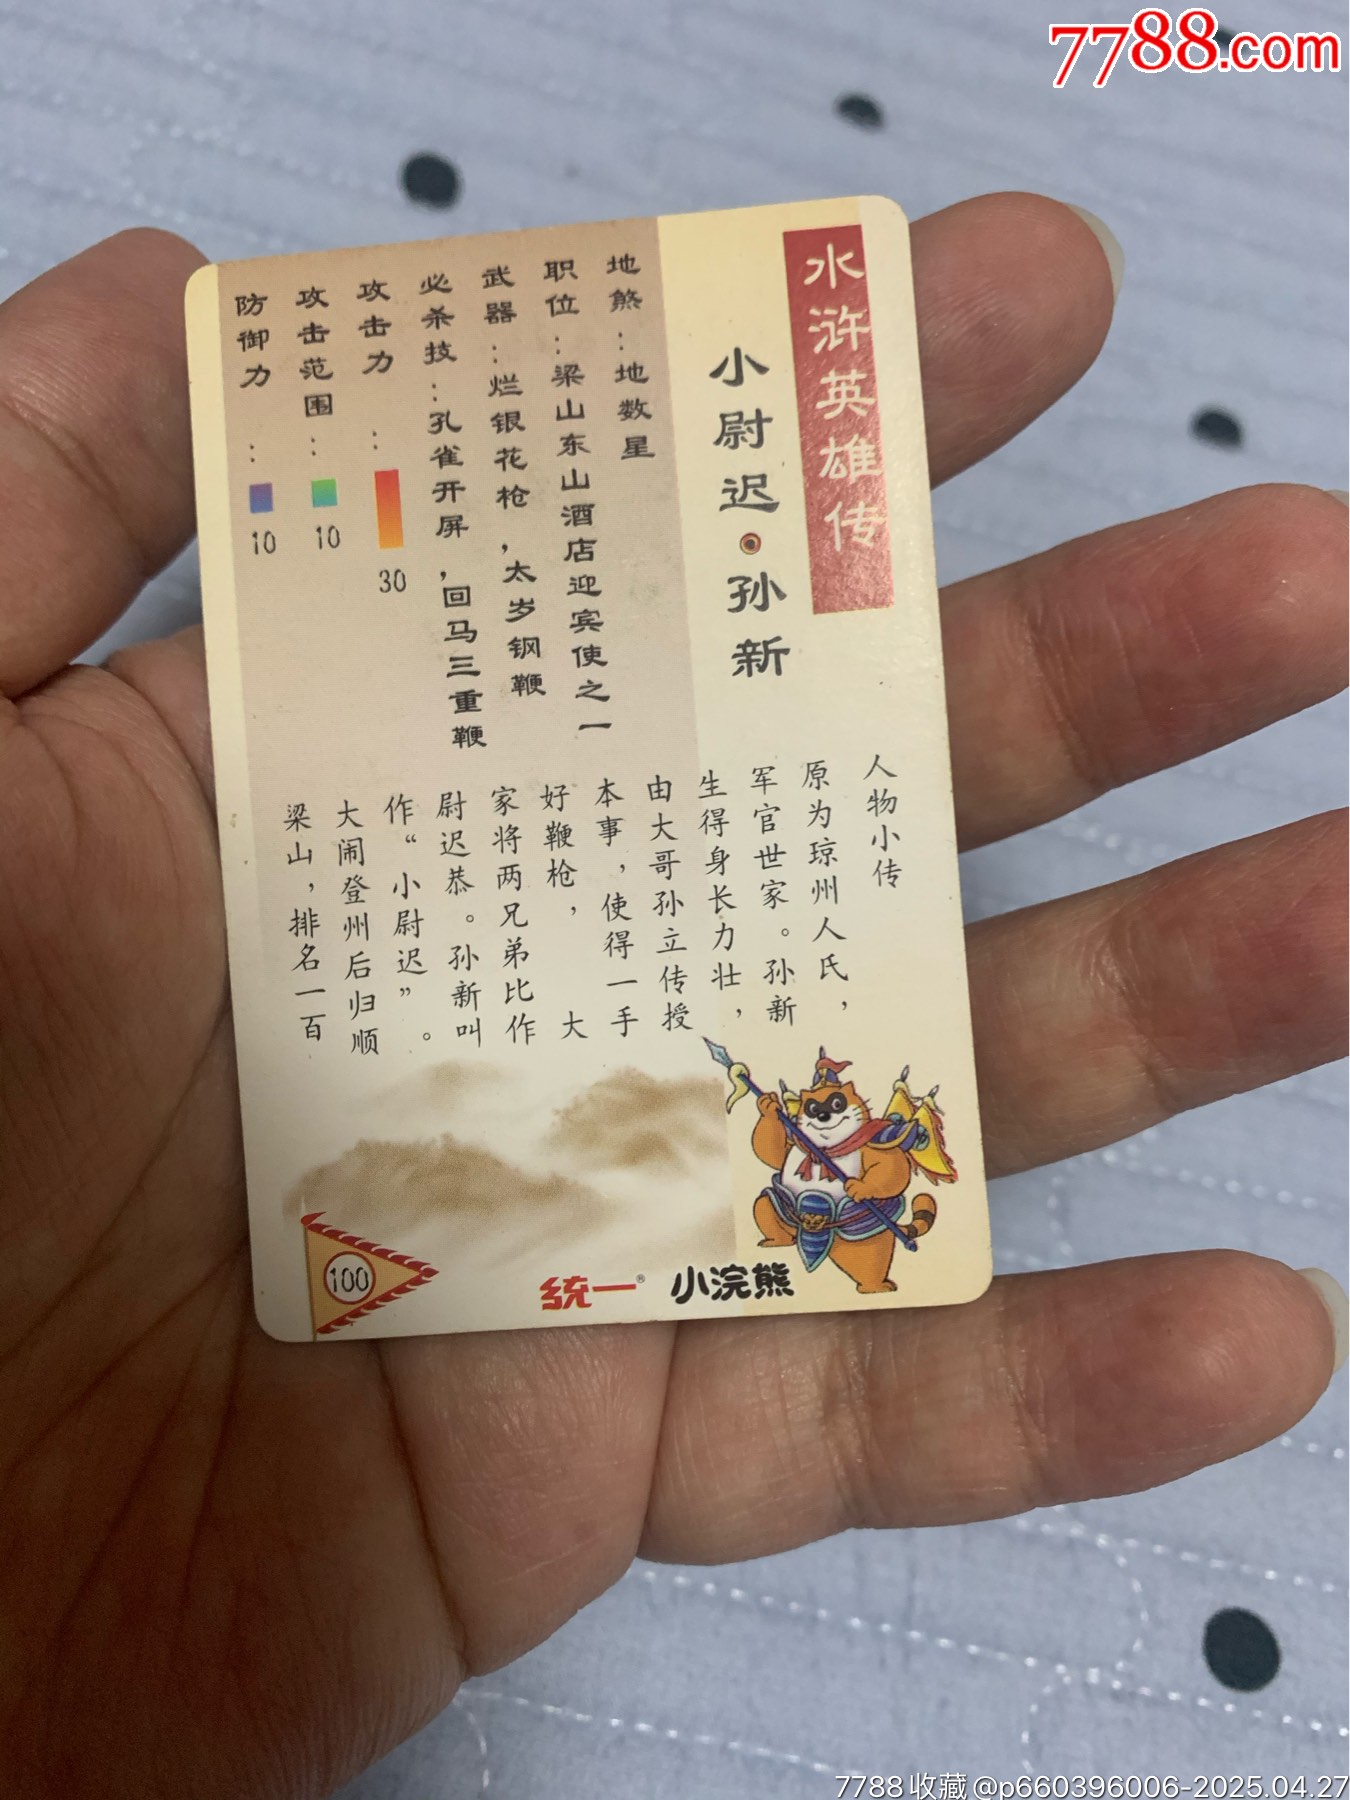 7788.com
水浒英雄传
小尉迟·孙新
地煞：地数星
职位：梁山东山酒店迎宾使之一
武器：烂银花枪，太岁钢鞭
必杀技：孔雀开屏，回马三重鞭
攻击力：30
攻击范围：10
防御力：10
人物小传
原为琼州人氏，
军官世家。孙新
生得身长力壮，
由大哥孙立传授
本事，使得一手
好鞭枪，大
家将两兄弟比作
尉迟恭。孙新叫
作“小尉迟”。
大闹登州后归顺
梁山，排名一百
100
统一® 小浣熊
7788收藏@p660396006-2025.04.27